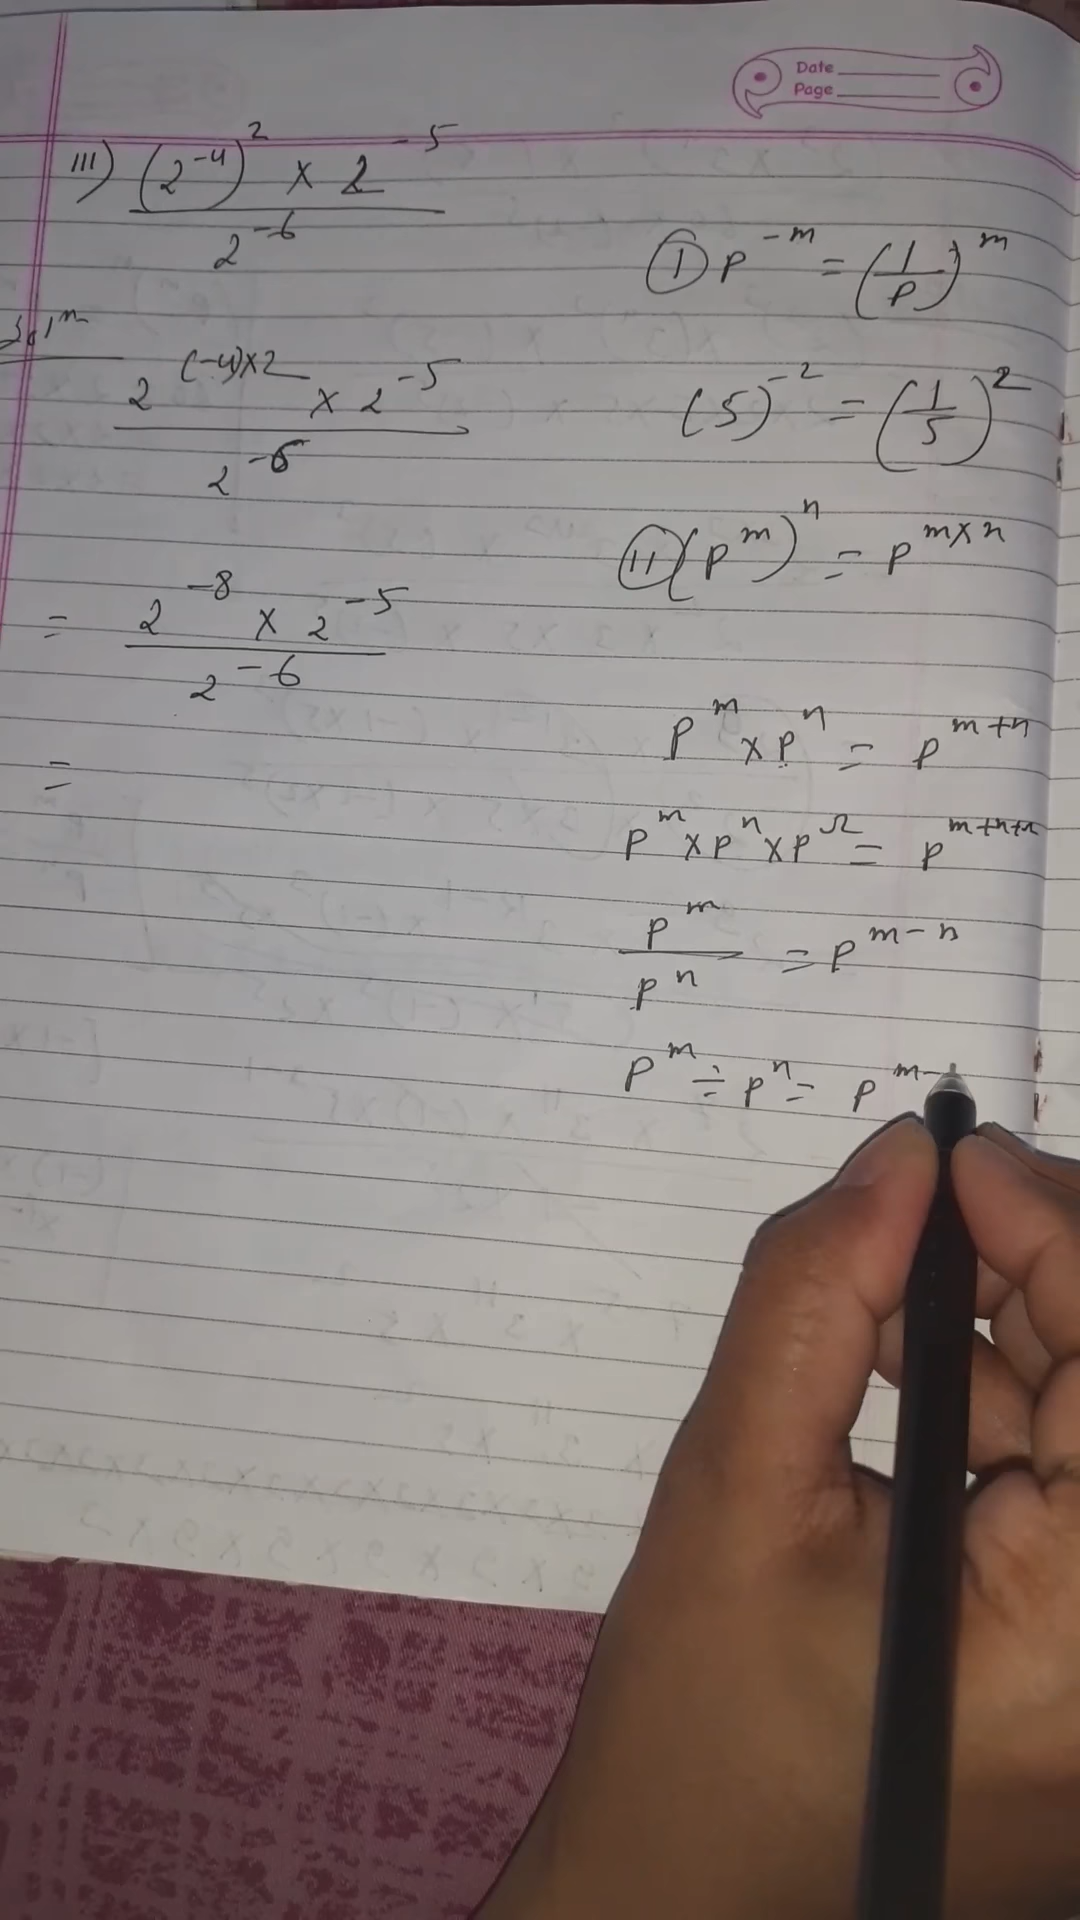 Date
Page
III) (2^-4)^2 × 2^-5
2^-6
① P^-m = (1/P)^m
Sol^n
2^(-4)×2 × 2^-5
2^-6
(5)^-2 = (1/5)^2
Ⅱ (P^m)^n = P^m×n
= 2^-8 × 2^-5
2^-6
P^m × P^n = P^m+n
=
P^m × P^n × P^r = P^m+n+r
P^m
P^n = P^m-n
P^m ÷ P^n = P^m-